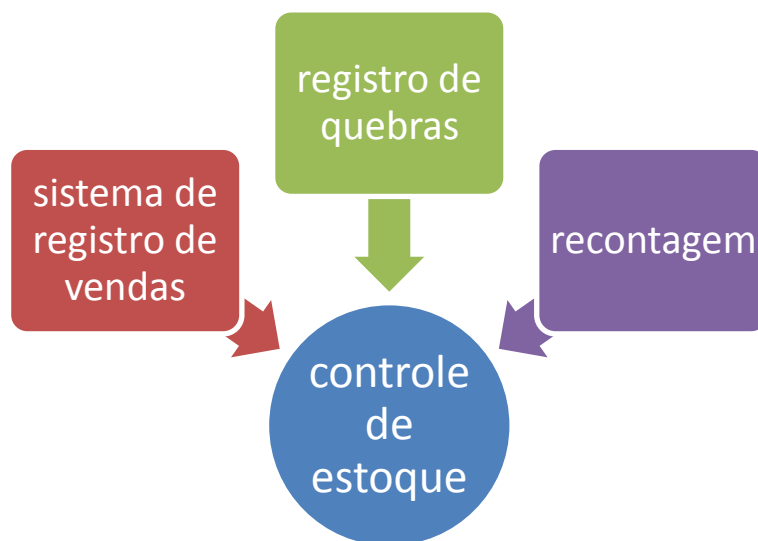 registro de
quebras
sistema de
registro de
vendas
recontagem
controle
de
estoque